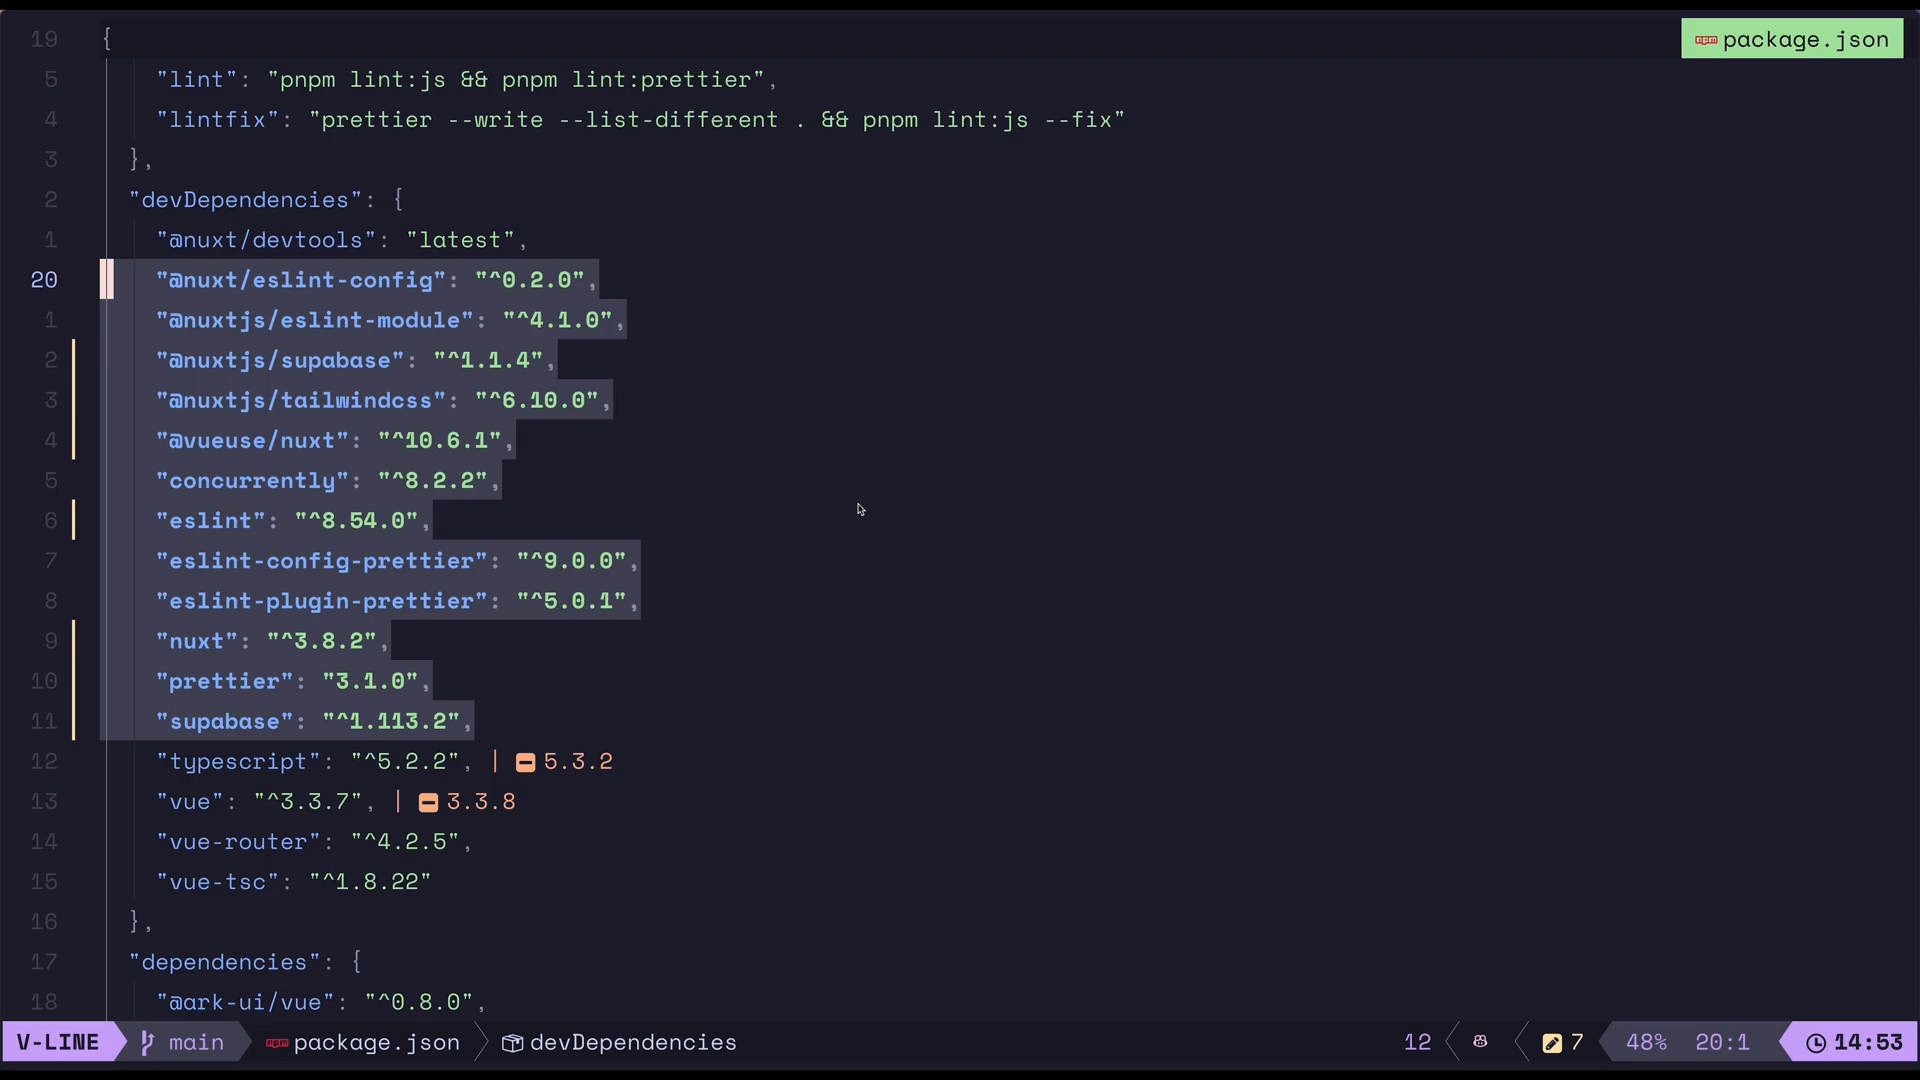 19 {
package.json
5 "lint": "pnpm lint:js && pnpm lint:prettier",
4 "lintfix": "prettier --write --list-different . && pnpm lint:js --fix"
3 },
2 "devDependencies": {
1 "@nuxt/devtools": "latest",
20 "@nuxt/eslint-config": "^0.2.0",
1 "@nuxtjs/eslint-module": "^4.1.0",
2 "@nuxtjs/supabase": "^1.1.4",
3 "@nuxtjs/tailwindcss": "^6.10.0",
4 "@vueuse/nuxt": "^10.6.1",
5 "concurrently": "^8.2.2",
6 "eslint": "^8.54.0",
7 "eslint-config-prettier": "^9.0.0",
8 "eslint-plugin-prettier": "^5.0.1",
9 "nuxt": "^3.8.2",
10 "prettier": "3.1.0",
11 "supabase": "^1.113.2",
12 "typescript": "^5.2.2", | 5.3.2
13 "vue": "^3.3.7", | 3.3.8
14 "vue-router": "^4.2.5",
15 "vue-tsc": "^1.8.22"
16 },
17 "dependencies": {
18 "@ark-ui/vue": "^0.8.0",
V-LINE main package.json devDependencies 12 7 48% 20:1 14:53